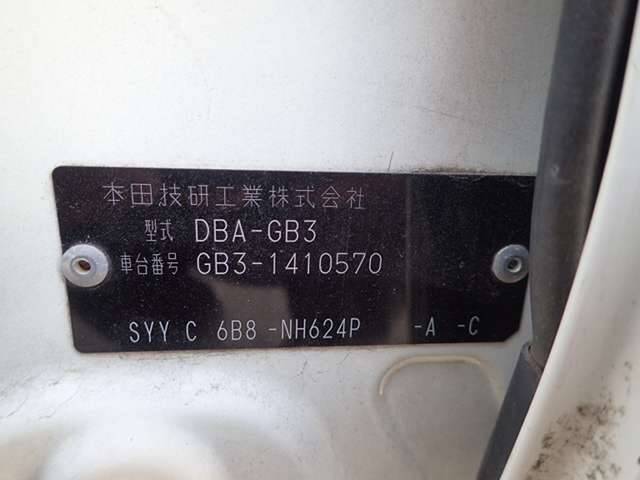 本田技研工業株式会社
型式 DBA-GB3
車台番号 GB3-1410570
SYY C 6B8 -NH624P -A -C